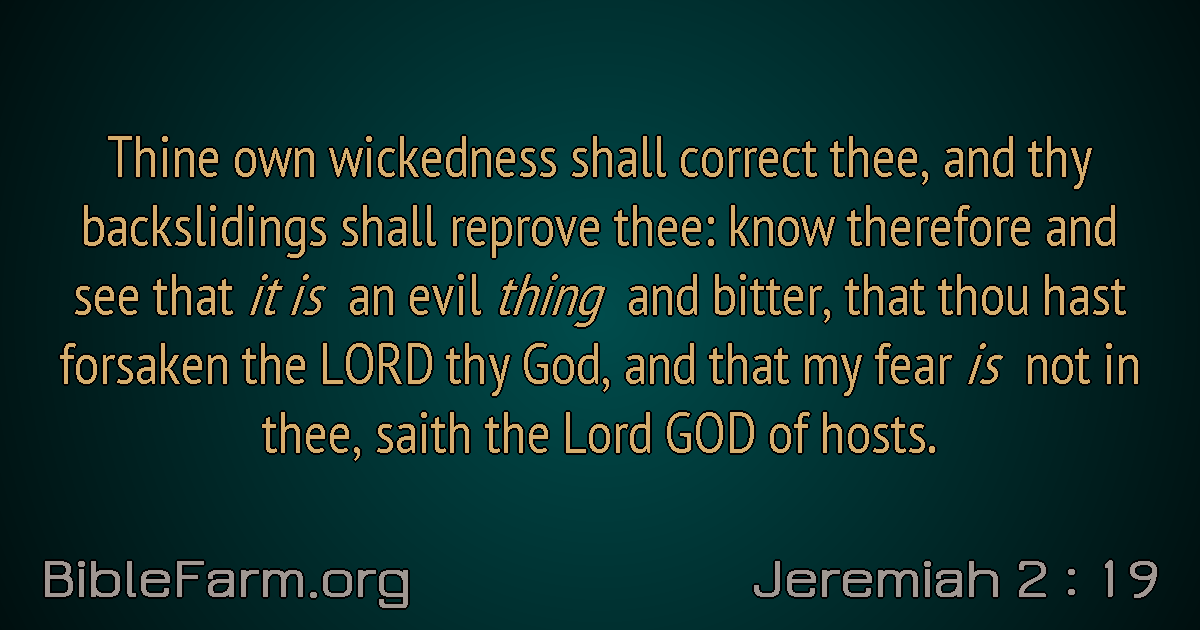 Thine own wickedness shall correct thee, and thy
backslidings shall reprove thee: know therefore and
see that it is an evil thing and bitter, that thou hast
forsaken the LORD thy God, and that my fear is not in
thee, saith the Lord GOD of hosts.
BibleFarm.org
Jeremiah 2 : 19